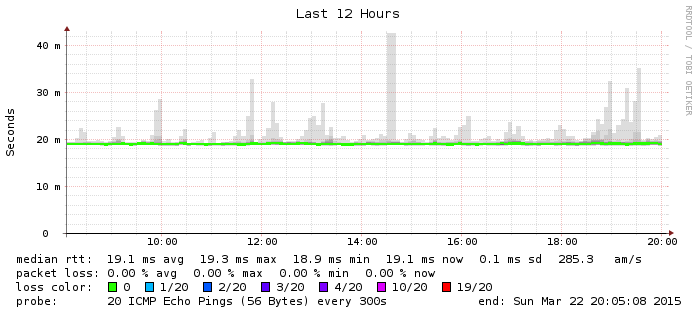 Last 12 Hours
RRDTOOL / TOBI OETIKER
Seconds
40 m
30 m
20 m
10 m
0
10:00 12:00 14:00 16:00 18:00 20:00
median rtt: 19.1 ms avg 19.3 ms max 18.9 ms min 19.1 ms now 0.1 ms sd 285.3 am/s
packet loss: 0.00 % avg 0.00 % max 0.00 % min 0.00 % now
loss color: 0 1/20 2/20 3/20 4/20 10/20 19/20
probe: 20 ICMP Echo Pings (56 Bytes) every 300s end: Sun Mar 22 20:05:08 2015